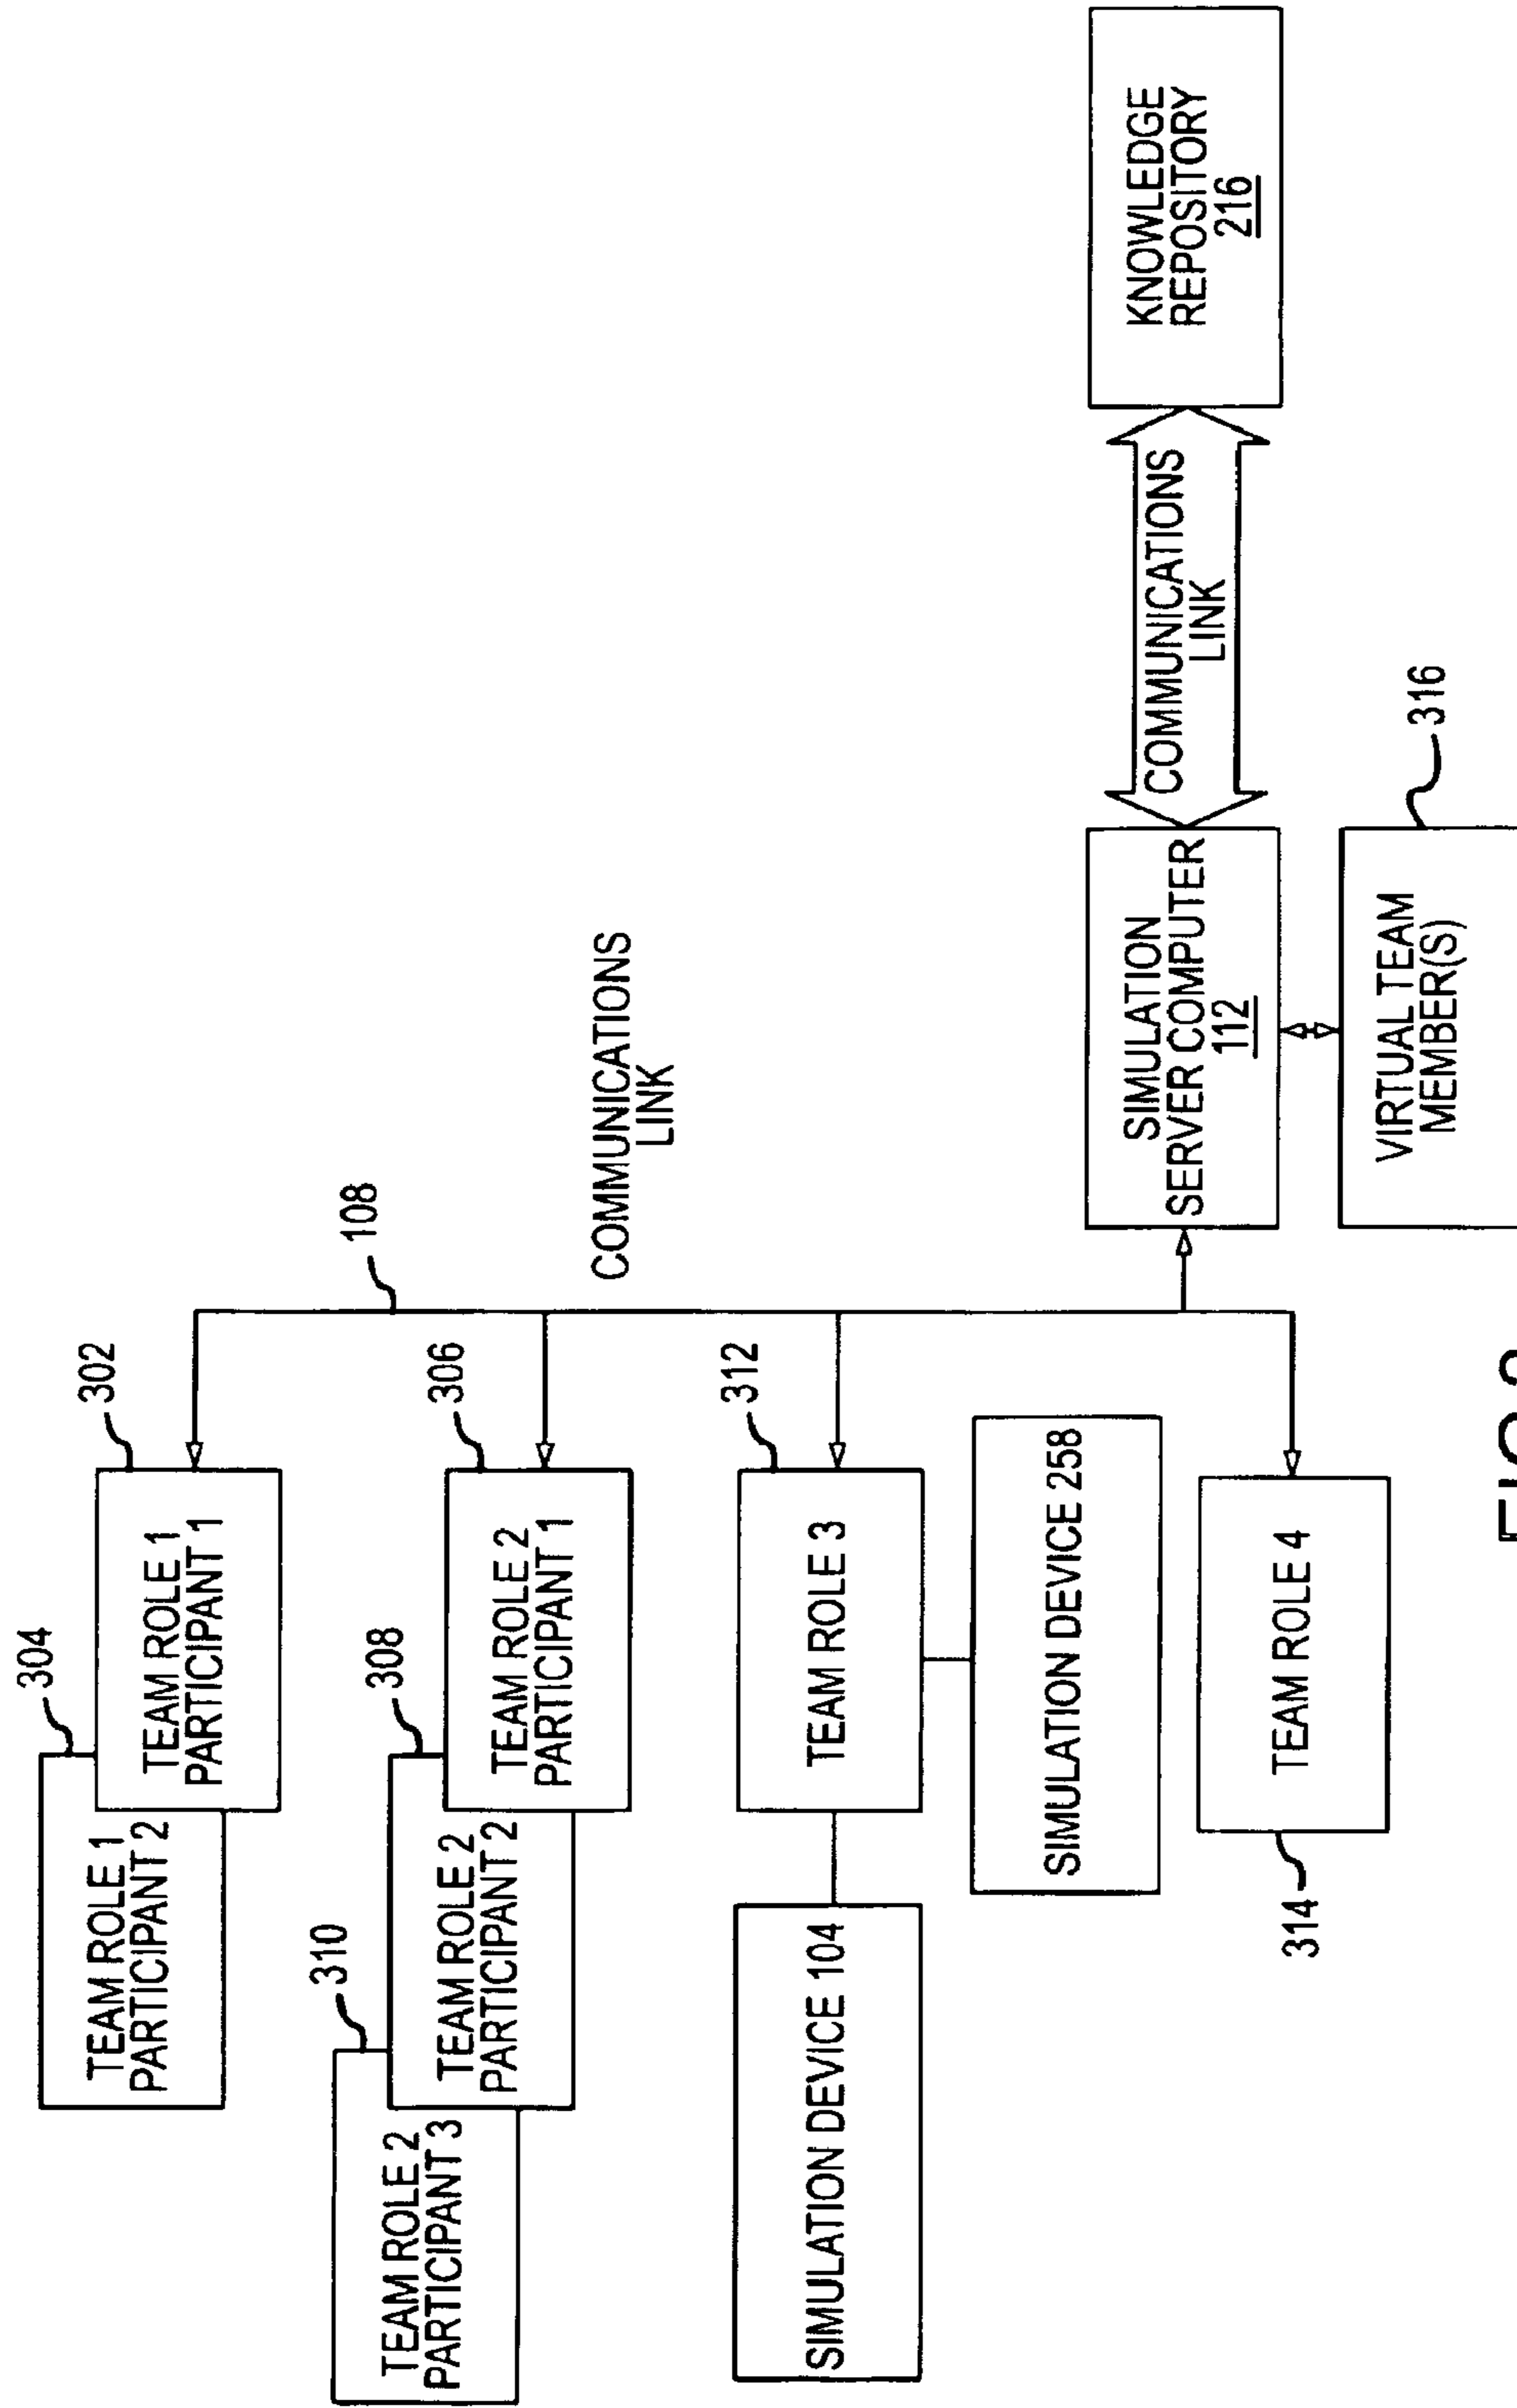 304
302
TEAM ROLE 1
PARTICIPANT 2
TEAM ROLE 1
PARTICIPANT 1
108
310
308
306
TEAM ROLE 2
PARTICIPANT 3
TEAM ROLE 2
PARTICIPANT 2
TEAM ROLE 2
PARTICIPANT 1
COMMUNICATIONS
LINK
312
SIMULATION DEVICE 104
TEAM ROLE 3
SIMULATION DEVICE 258
SIMULATION
SERVER COMPUTER
112
COMMUNICATIONS
LINK
KNOWLEDGE
REPOSITORY
216
TEAM ROLE 4
314
VIRTUAL TEAM
MEMBER(S)
316